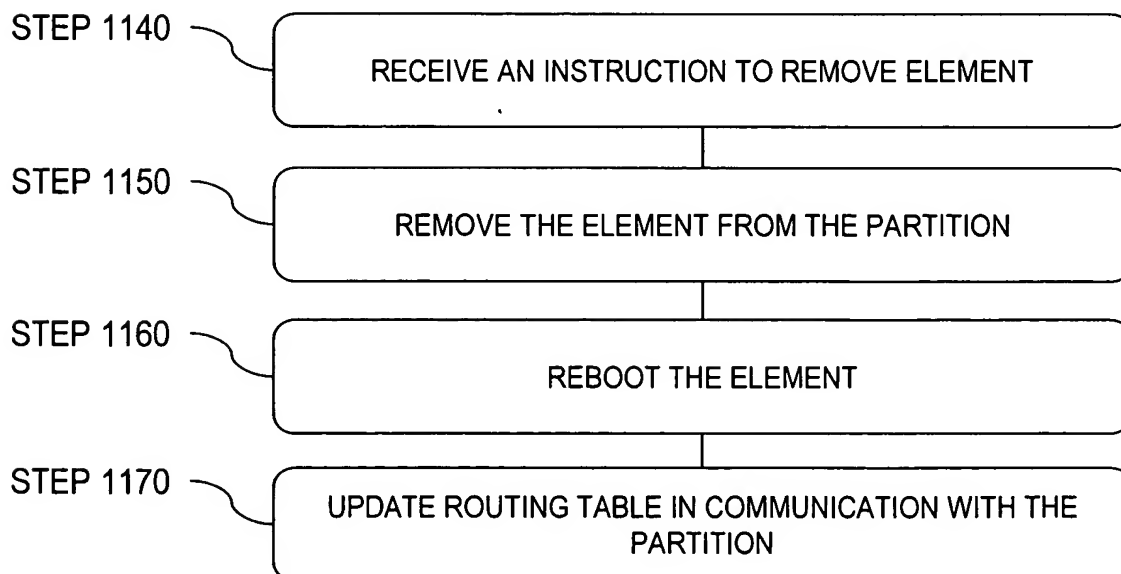 STEP 1140
RECEIVE AN INSTRUCTION TO REMOVE ELEMENT
STEP 1150
REMOVE THE ELEMENT FROM THE PARTITION
STEP 1160
REBOOT THE ELEMENT
STEP 1170
UPDATE ROUTING TABLE IN COMMUNICATION WITH THE
PARTITION